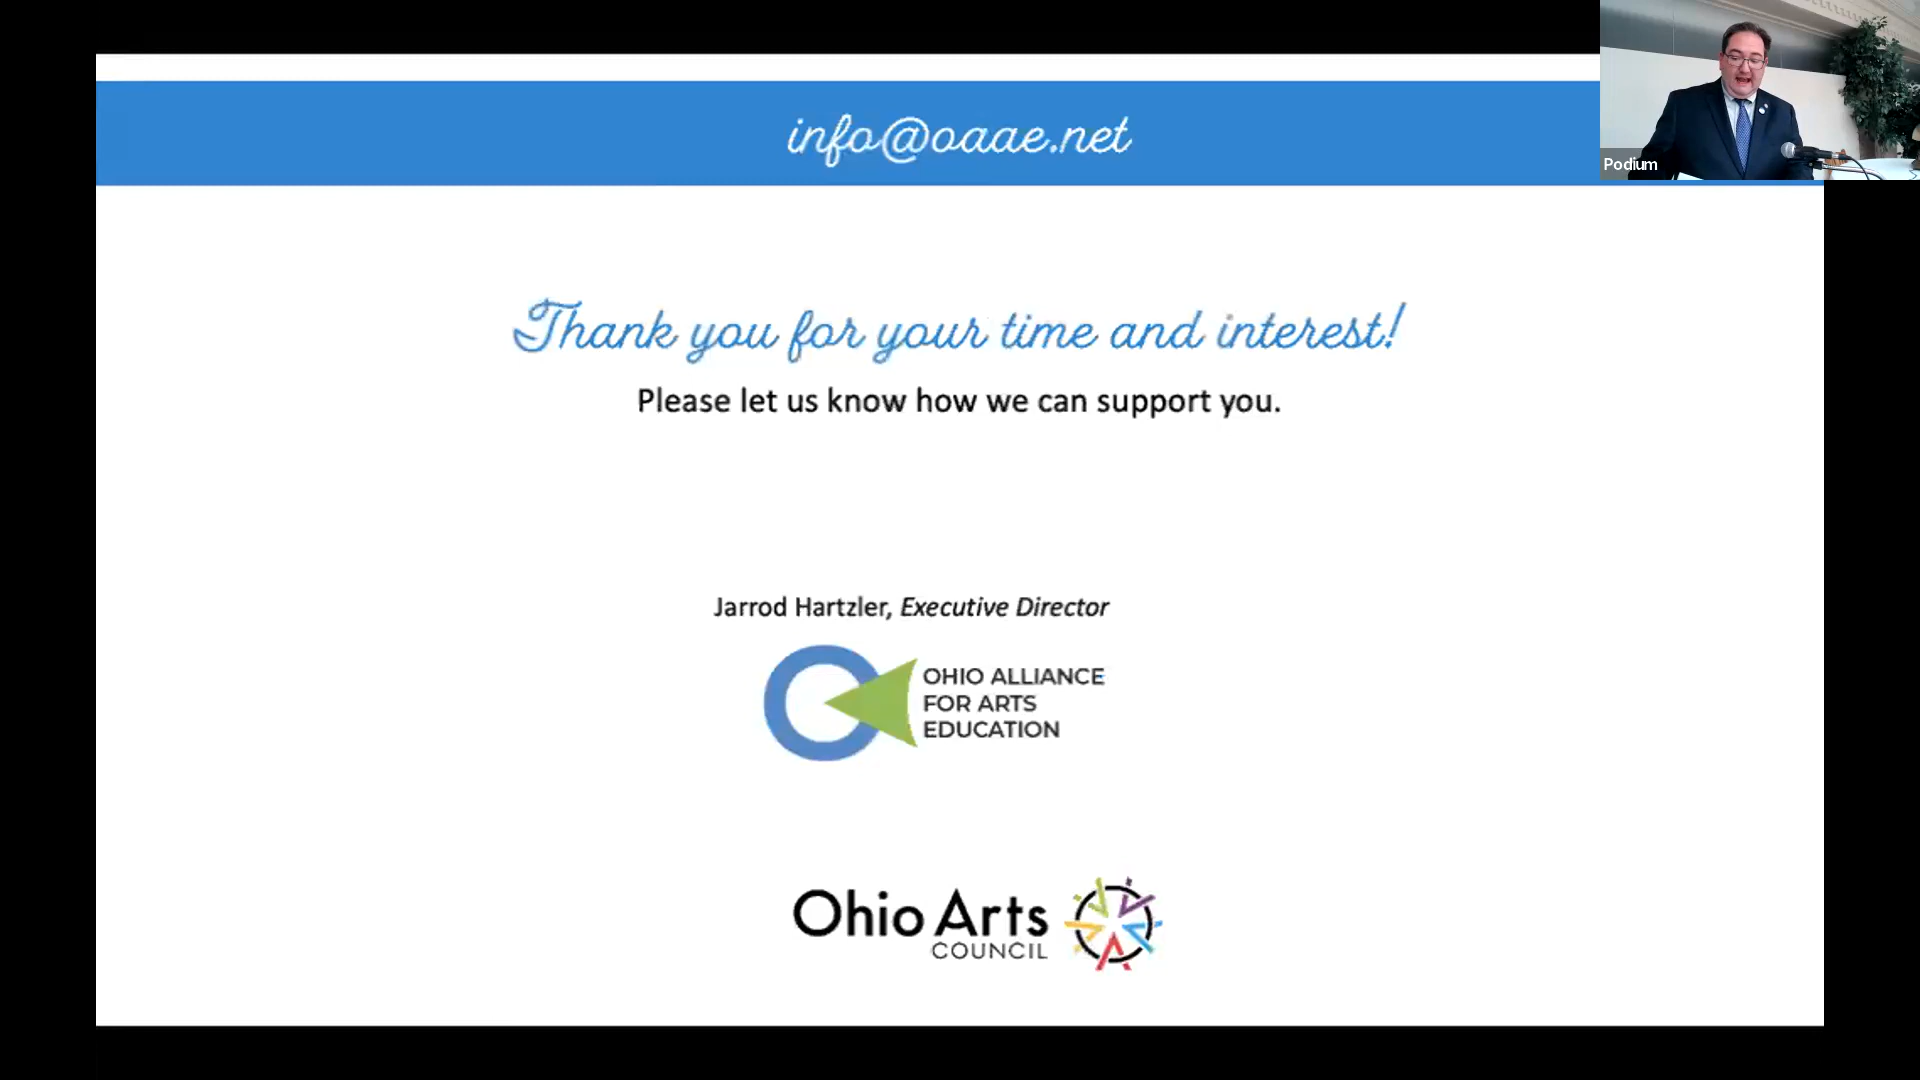 info@oaae.net
Podium
Thank you for your time and interest!
Please let us know how we can support you.
Jarrod Hartzler, Executive Director
OHIO ALLIANCE
FOR ARTS
EDUCATION
Ohio Arts
COUNCIL